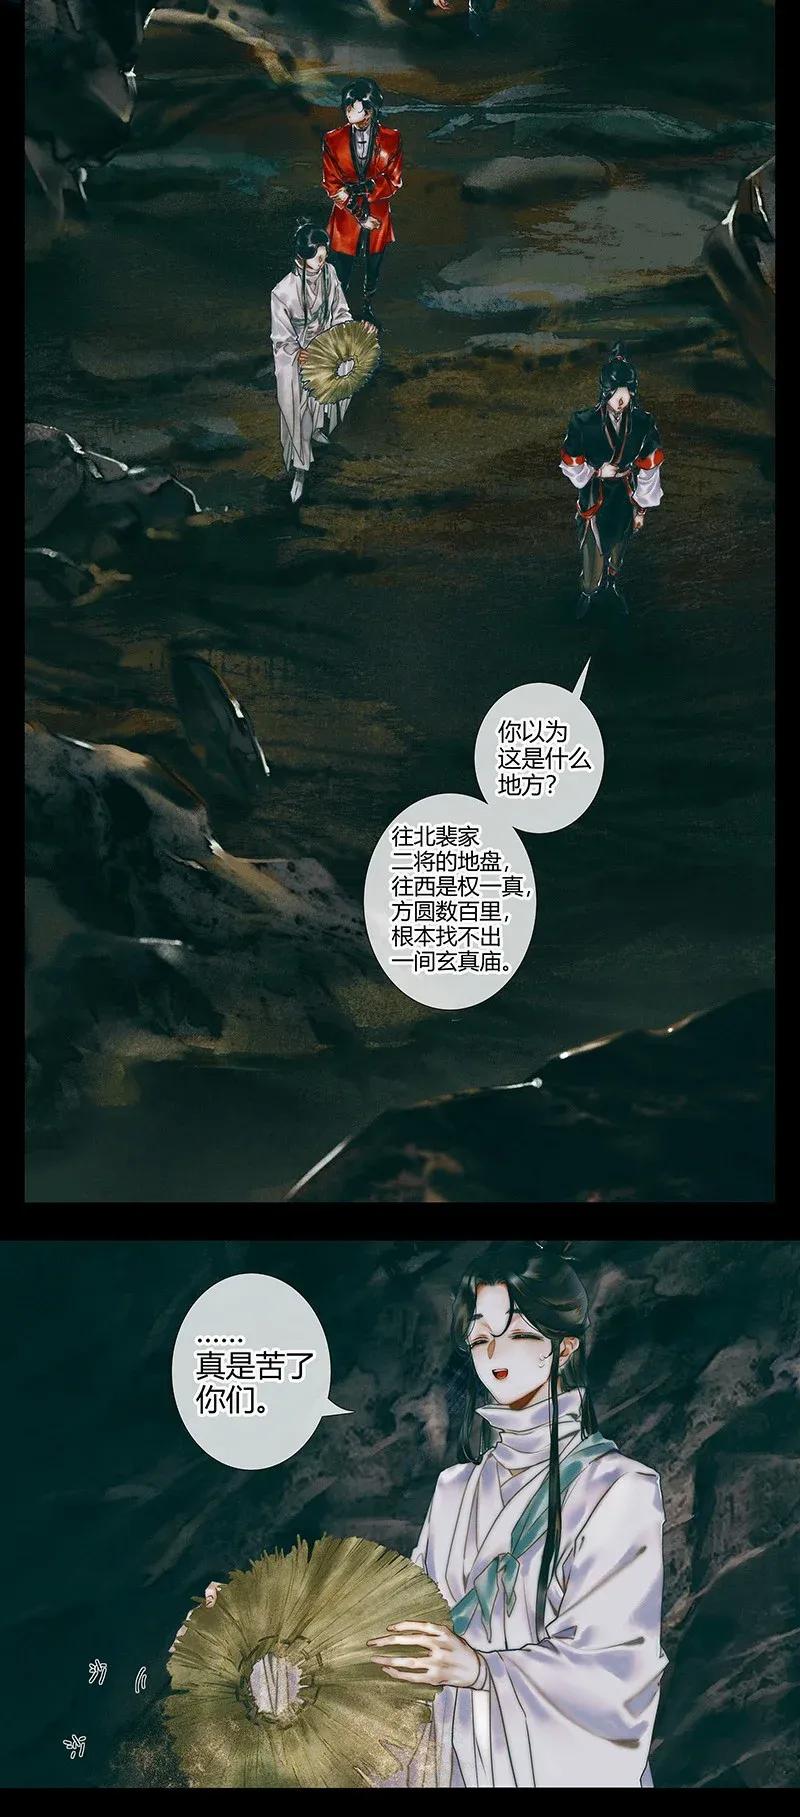 你以为
这是什么
地方？
往北裴家
二将的地盘，
往西是权一真，
方圆数百里，
根本找不出
一间玄真庙。
……
真是苦了
你们。
沙
沙